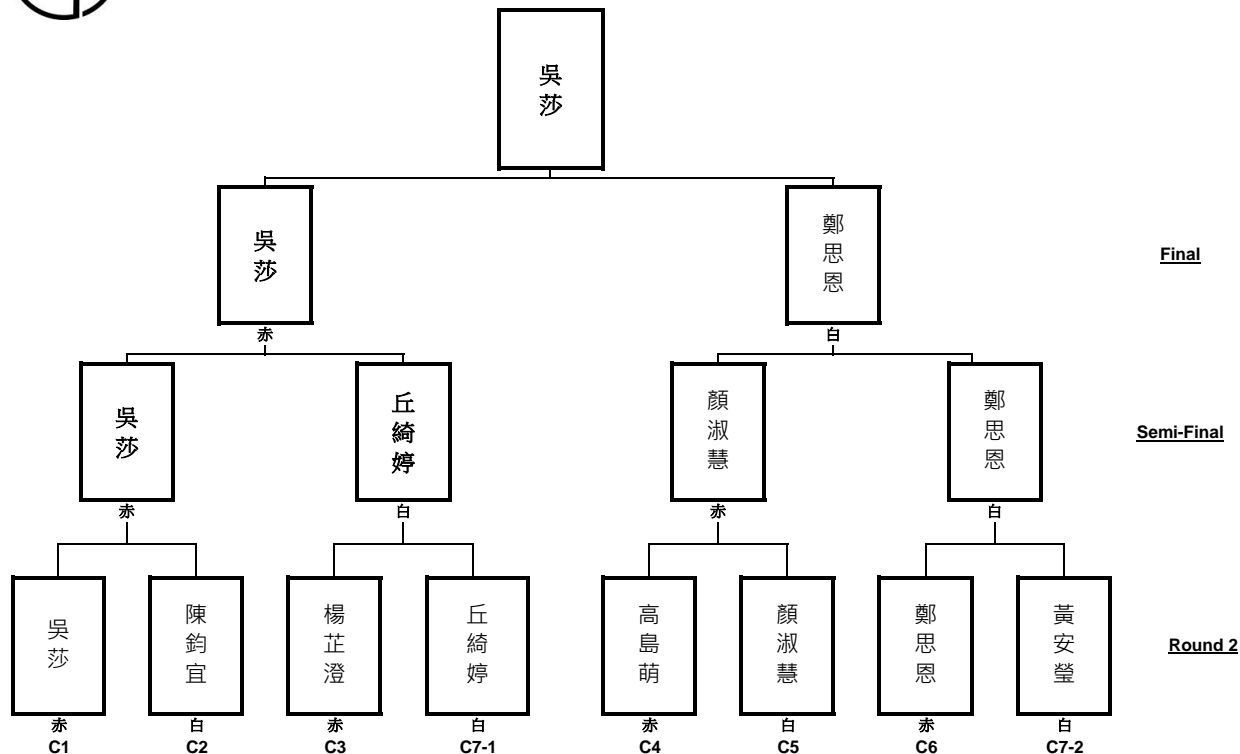 吳莎
吳莎
鄭思恩
Final
赤
白
吳莎
丘綺婷
顏淑慧
鄭思恩
Semi-Final
赤
白
赤
白
吳莎
陳鈞宜
楊芷澄
丘綺婷
高島萌
顏淑慧
鄭思恩
黃安瑩
Round 2
赤
白
赤
白
赤
白
赤
白
C1
C2
C3
C7-1
C4
C5
C6
C7-2